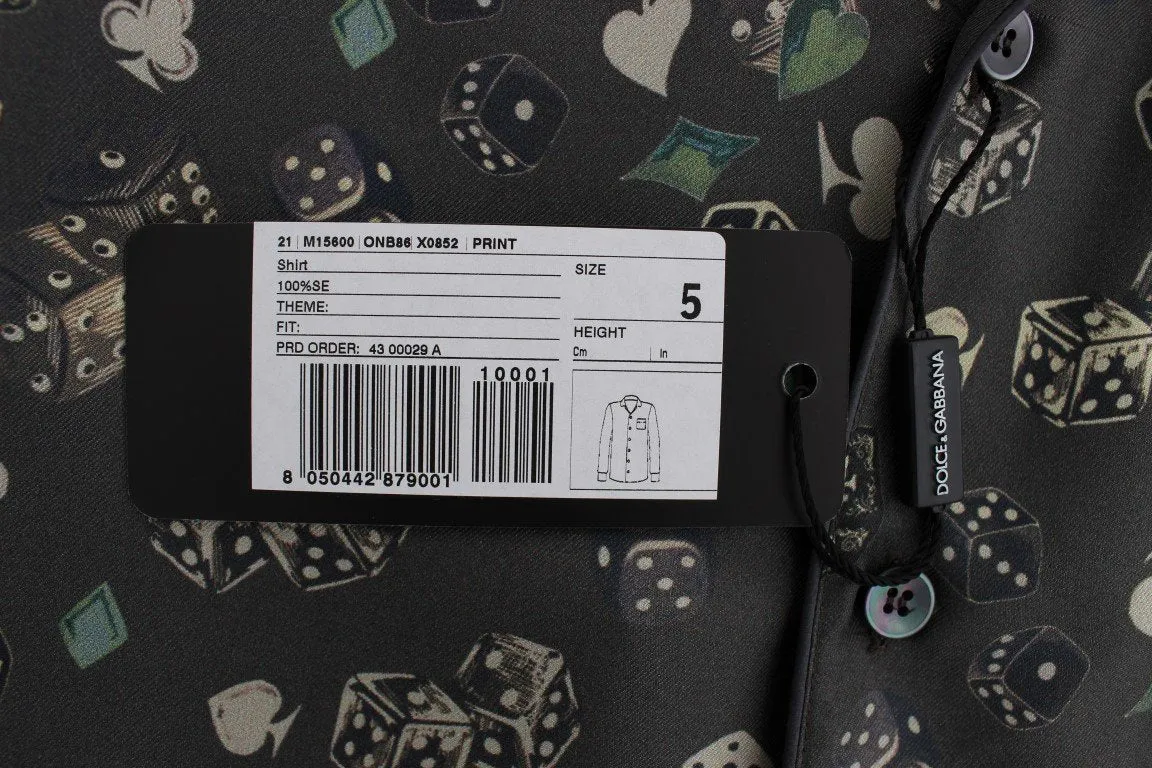 21 | M15600 | ONB86 X0852 | PRINT
Shirt
100%SE
THEME:
FIT:
PRD ORDER: 43 00029 A
SIZE
5
HEIGHT
Cm | In
10001
8 050442 879001
DOLCE&GABBANA